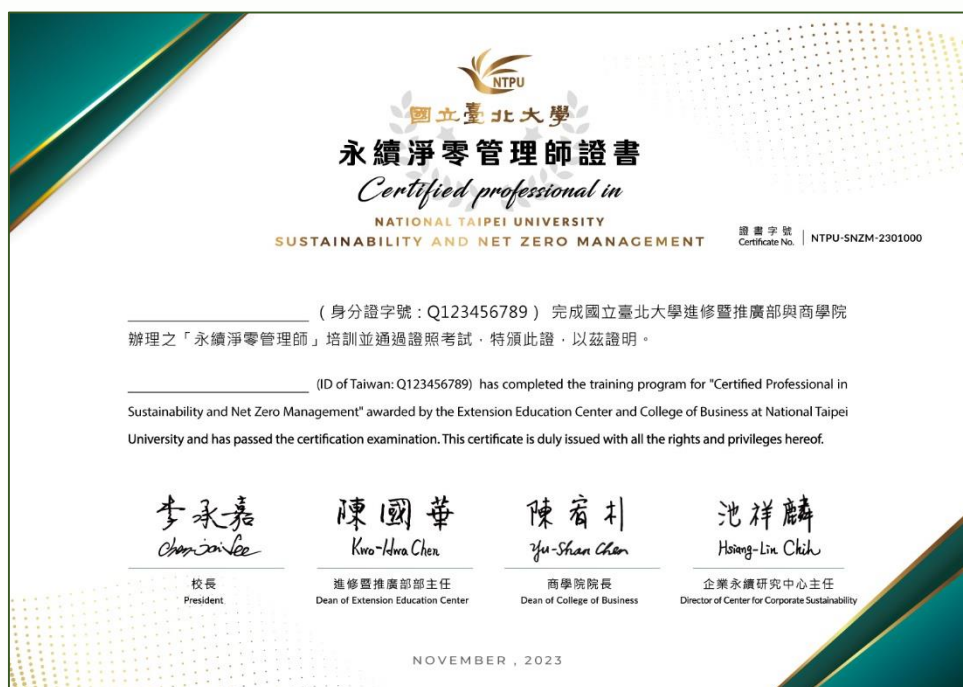 NTPU
國立臺北大學
永續淨零管理師證書
Certified professional in
NATIONAL TAIPEI UNIVERSITY
SUSTAINABILITY AND NET ZERO MANAGEMENT
證書字號
Certificate No.
NTPU-SNZM-2301000
(身分證字號：Q123456789) 完成國立臺北大學進修暨推廣部與商學院
辦理之「永續淨零管理師」培訓並通過證照考試，特頒此證，以茲證明。
(ID of Taiwan: Q123456789) has completed the training program for "Certified Professional in
Sustainability and Net Zero Management" awarded by the Extension Education Center and College of Business at National Taipei
University and has passed the certification examination. This certificate is duly issued with all the rights and privileges hereof.
李承嘉 陳國華 陳宥杉 池祥麟
Kwo-Hwa Chen Yu-Shan Chen Hsiang-Lin Chih
校長 進修暨推廣部部主任 商學院院長 企業永續研究中心主任
President Dean of Extension Education Center Dean of College of Business Director of Center for Corporate Sustainability
NOVEMBER , 2023